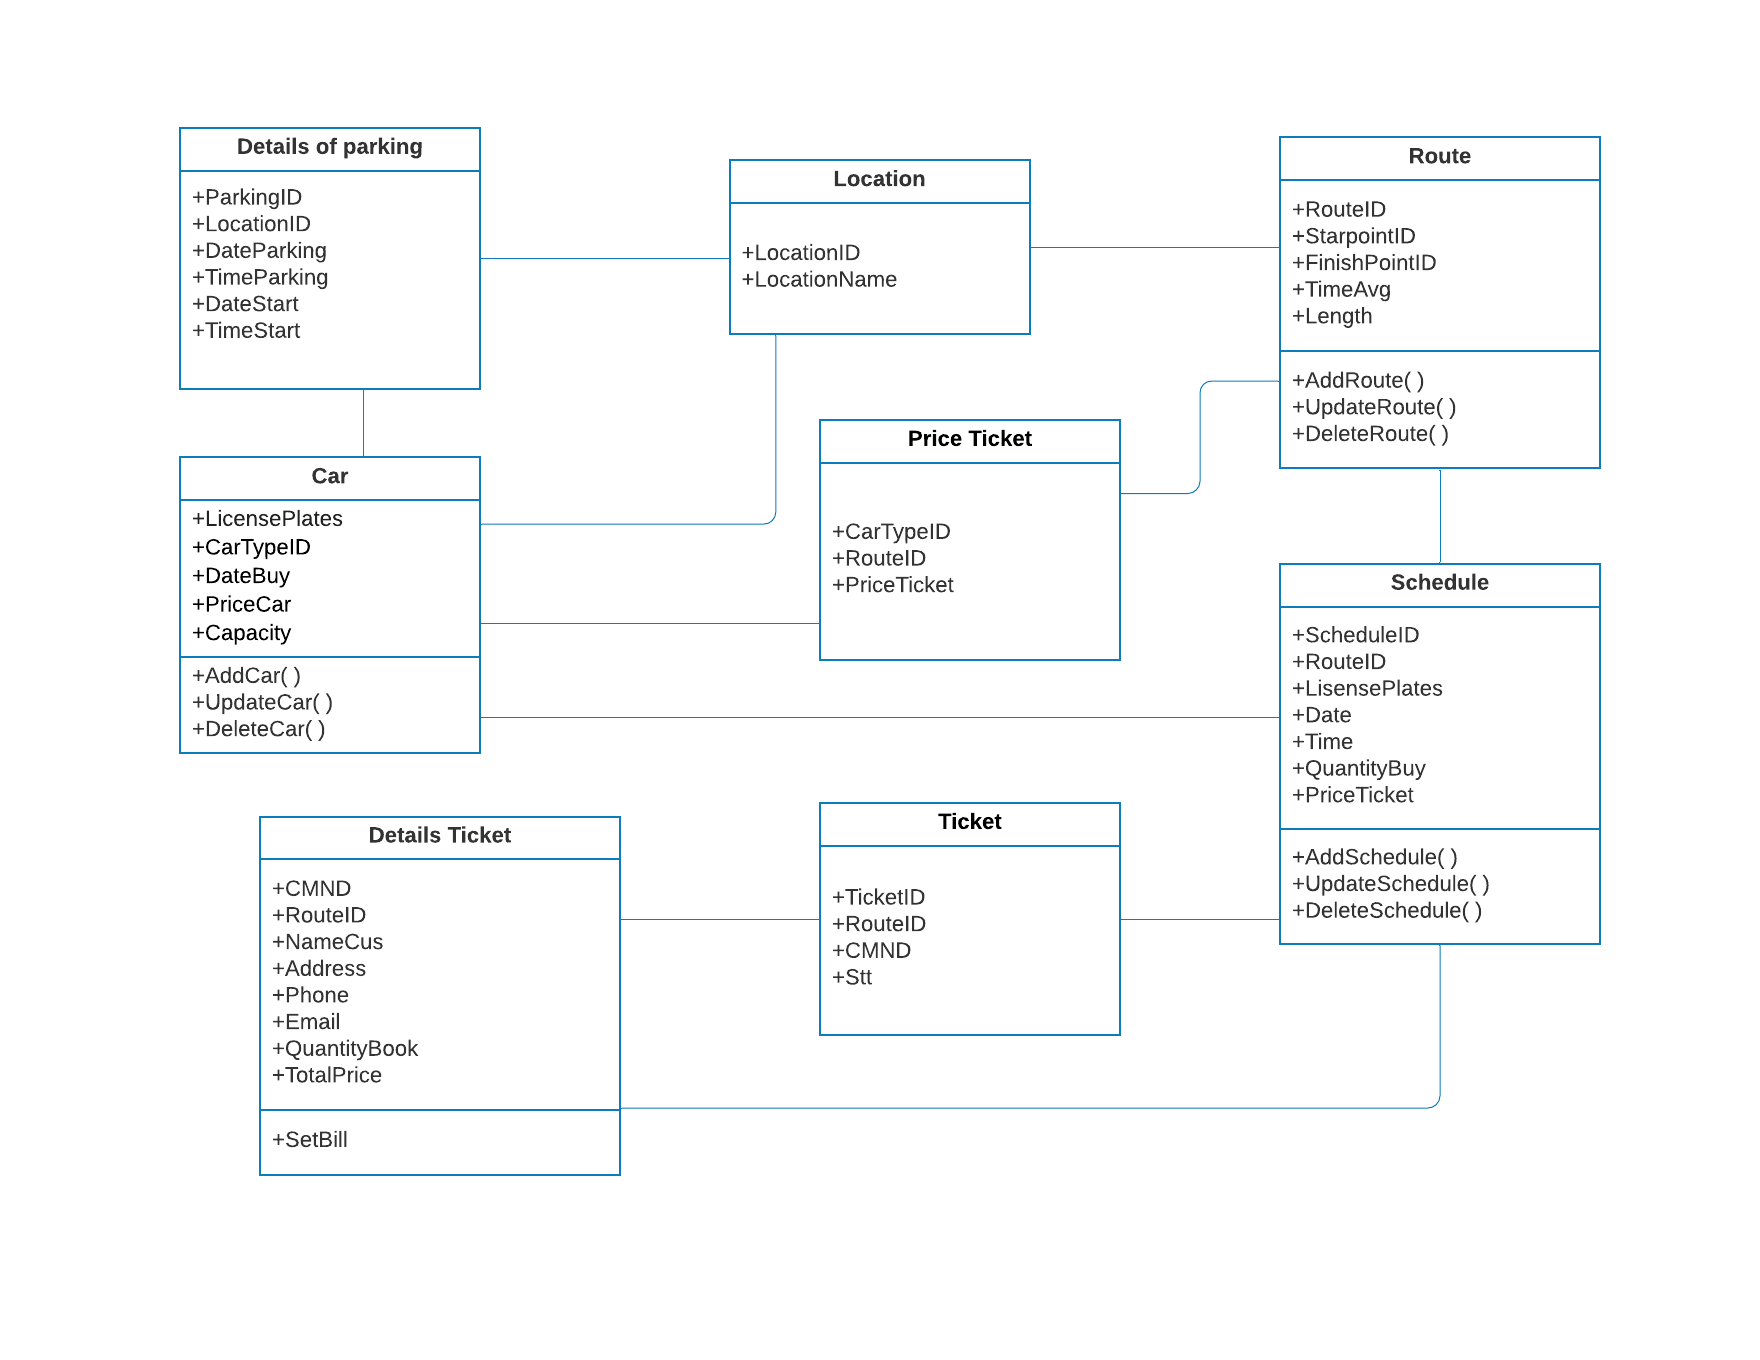 Details of parking
+ParkingID
+LocationID
+DateParking
+TimeParking
+DateStart
+TimeStart
Location
+LocationID
+LocationName
Route
+RouteID
+StarpointID
+FinishPointID
+TimeAvg
+Length
+AddRoute( )
+UpdateRoute( )
+DeleteRoute( )
Car
+LicensePlates
+CarTypeID
+DateBuy
+PriceCar
+Capacity
+AddCar( )
+UpdateCar( )
+DeleteCar( )
Price Ticket
+CarTypeID
+RouteID
+PriceTicket
Schedule
+ScheduleID
+RouteID
+LisensePlates
+Date
+Time
+QuantityBuy
+PriceTicket
+AddSchedule( )
+UpdateSchedule( )
+DeleteSchedule( )
Details Ticket
+CMND
+RouteID
+NameCus
+Address
+Phone
+Email
+QuantityBook
+TotalPrice
+SetBill
Ticket
+TicketID
+RouteID
+CMND
+Stt